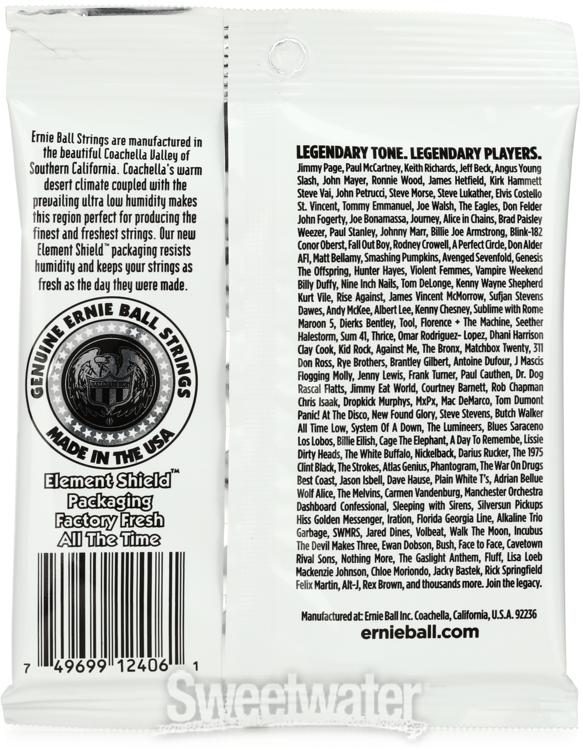 Ernie Ball Strings are manufactured in
the beautiful Coachella Valley of
Southern California. Coachella's warm
desert climate coupled with the
prevailing ultra low humidity makes
this region perfect for producing the
finest and freshest strings. Our new
Element Shield™ packaging resists
humidity and keeps your strings as
fresh as the day they were made.
GENUINE ERNIE BALL STRINGS
MADE IN THE USA
Element Shield™
Packaging
Factory Fresh
All The Time
7 49699 12406 1
LEGENDARY TONE. LEGENDARY PLAYERS.
Jimmy Page, Paul McCartney, Keith Richards, Jeff Beck, Angus Young
Slash, John Mayer, Ronnie Wood, James Hetfield, Kirk Hammett
Steve Vai, John Petrucci, Steve Morse, Steve Lukather, Elvis Costello
St. Vincent, Tommy Emmanuel, Joe Walsh, The Eagles, Don Felder
John Fogerty, Joe Bonamassa, Journey, Alice in Chains, Brad Paisley
Weezer, Paul Stanley, Johnny Marr, Billie Joe Armstrong, Blink-182
Conor Oberst, Fall Out Boy, Rodney Crowell, A Perfect Circle, Don Alder
AFI, Matt Bellamy, Smashing Pumpkins, Avenged Sevenfold, Genesis
The Offspring, Hunter Hayes, Violent Femmes, Vampire Weekend
Billy Duffy, Nine Inch Nails, Tom DeLonge, Kenny Wayne Shepherd
Kurt Vile, Rise Against, James Vincent McMorrow, Sufjan Stevens
Dawes, Andy McKee, Albert Lee, Kenny Chesney, Sublime with Rome
Maroon 5, Dierks Bentley, Tool, Florence + The Machine, Seether
Halestorm, Sum 41, Thrice, Omar Rodriguez- Lopez, Dhani Harrison
Clay Cook, Kid Rock, Against Me, The Bronx, Matchbox Twenty, 311
Don Ross, Rye Brothers, Brantley Gilbert, Antoine Dufour, J Mascis
Flogging Molly, Jenny Lewis, Frank Turner, Paul Cauthen, Dr. Dog
Rascal Flatts, Jimmy Eat World, Courtney Barnett, Rob Chapman
Chris Isaak, Dropkick Murphys, MxPx, Mac DeMarco, Tom Dumont
Panic! At The Disco, New Found Glory, Steve Stevens, Butch Walker
All Time Low, System Of A Down, The Lumineers, Blues Saraceno
Los Lobos, Billie Eilish, Cage The Elephant, A Day To Remembe, Lissie
Dirty Heads, The White Buffalo, Nickelback, Darius Rucker, The 1975
Clint Black, The Strokes, Atlas Genius, Phantogram, The War On Drugs
Best Coast, Jason Isbell, Dave Hause, Plain White T's, Adrian Bellue
Wolf Alice, The Melvins, Carmen Vandenburg, Manchester Orchestra
Dashboard Confessional, Sleeping with Sirens, Silversun Pickups
Hiss Golden Messenger, Iration, Florida Georgia Line, Alkaline Trio
Garbage, SWMRS, Jared Dines, Volbeat, Walk The Moon, Incubus
The Devil Makes Three, Ewan Dobson, Bush, Face to Face, Cavetown
Rival Sons, Nothing More, The Gaslight Anthem, Fluff, Lisa Loeb
Mackenzie Johnson, Chloe Moriondo, Jacky Bastek, Rick Springfield
Felix Martin, Alt-J, Rex Brown, and thousands more. Join the legacy.
Manufactured at: Ernie Ball Inc. Coachella, California, U.S.A. 92236
ernieball.com
Sweetwater